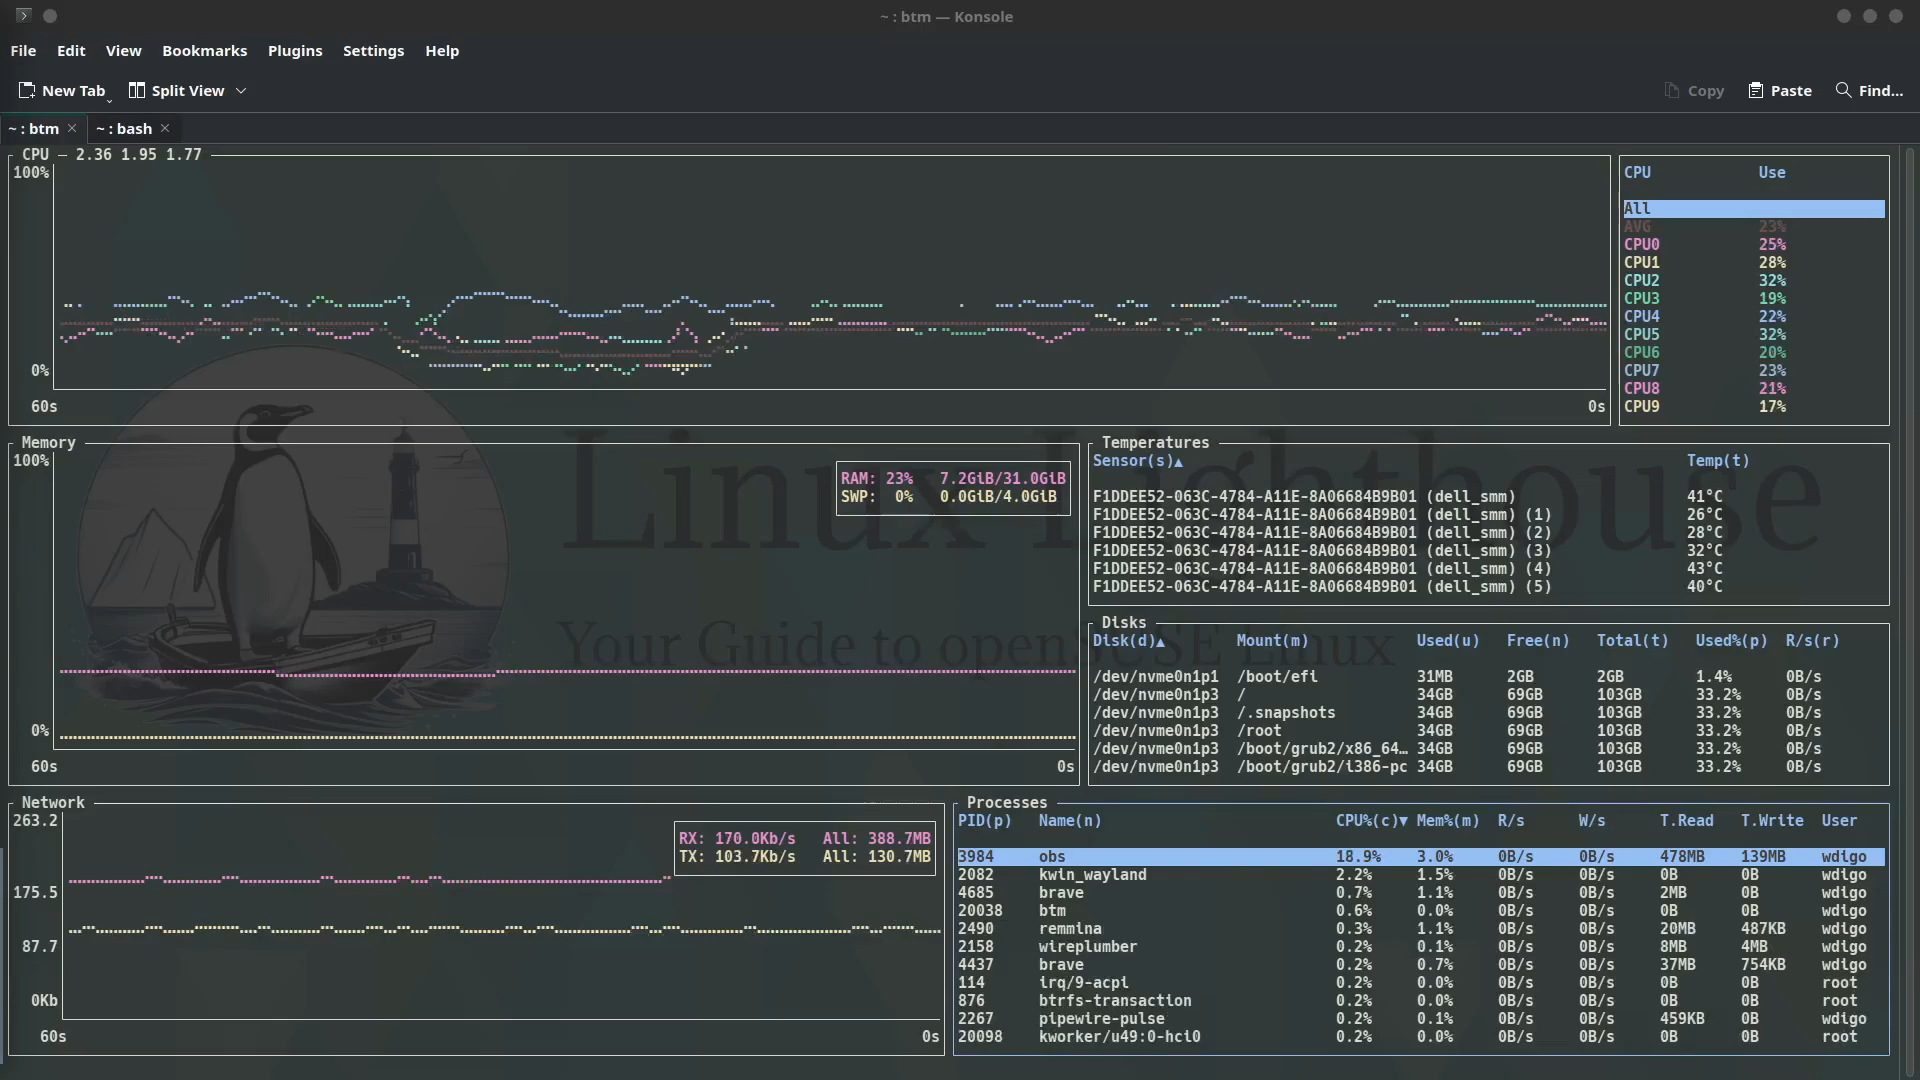 ~ : btm — Konsole
File Edit View Bookmarks Plugins Settings Help
New Tab Split View Copy Paste Find...
~ : btm ~ : bash
CPU — 2.36 1.95 1.77
100%
0%
60s 0s
CPU Use
All
AVG 23%
CPU0 25%
CPU1 28%
CPU2 32%
CPU3 19%
CPU4 22%
CPU5 32%
CPU6 20%
CPU7 23%
CPU8 21%
CPU9 17%
Memory
100%
RAM: 23% 7.2GiB/31.0GiB
SWP: 0% 0.0GiB/4.0GiB
0%
60s 0s
Linux Lighthouse
Your Guide to openSUSE Linux
Temperatures
Sensor(s)▲ Temp(t)
F1DDEE52-063C-4784-A11E-8A06684B9B01 (dell_smm) 41°C
F1DDEE52-063C-4784-A11E-8A06684B9B01 (dell_smm) (1) 26°C
F1DDEE52-063C-4784-A11E-8A06684B9B01 (dell_smm) (2) 28°C
F1DDEE52-063C-4784-A11E-8A06684B9B01 (dell_smm) (3) 32°C
F1DDEE52-063C-4784-A11E-8A06684B9B01 (dell_smm) (4) 43°C
F1DDEE52-063C-4784-A11E-8A06684B9B01 (dell_smm) (5) 40°C
Disks
Disk(d)▲ Mount(m) Used(u) Free(n) Total(t) Used%(p) R/s(r)
/dev/nvme0n1p1 /boot/efi 31MB 2GB 2GB 1.4% 0B/s
/dev/nvme0n1p3 / 34GB 69GB 103GB 33.2% 0B/s
/dev/nvme0n1p3 /.snapshots 34GB 69GB 103GB 33.2% 0B/s
/dev/nvme0n1p3 /root 34GB 69GB 103GB 33.2% 0B/s
/dev/nvme0n1p3 /boot/grub2/x86_64… 34GB 69GB 103GB 33.2% 0B/s
/dev/nvme0n1p3 /boot/grub2/i386-pc 34GB 69GB 103GB 33.2% 0B/s
Network
263.2
RX: 170.0Kb/s All: 388.7MB
TX: 103.7Kb/s All: 130.7MB
175.5
87.7
0Kb
60s 0s
Processes
PID(p) Name(n) CPU%(c)▼ Mem%(m) R/s W/s T.Read T.Write User
3984 obs 18.9% 3.0% 0B/s 0B/s 478MB 139MB wdigo
2082 kwin_wayland 2.2% 1.5% 0B/s 0B/s 0B 0B wdigo
4685 brave 0.7% 1.1% 0B/s 0B/s 2MB 0B wdigo
20038 btm 0.6% 0.0% 0B/s 0B/s 0B 0B wdigo
2490 remmina 0.3% 1.1% 0B/s 0B/s 20MB 487KB wdigo
2158 wireplumber 0.2% 0.1% 0B/s 0B/s 8MB 4MB wdigo
4437 brave 0.2% 0.7% 0B/s 0B/s 37MB 754KB wdigo
114 irq/9-acpi 0.2% 0.0% 0B/s 0B/s 0B 0B root
876 btrfs-transaction 0.2% 0.0% 0B/s 0B/s 0B 0B root
2267 pipewire-pulse 0.2% 0.1% 0B/s 0B/s 459KB 0B wdigo
20098 kworker/u49:0-hci0 0.2% 0.0% 0B/s 0B/s 0B 0B root